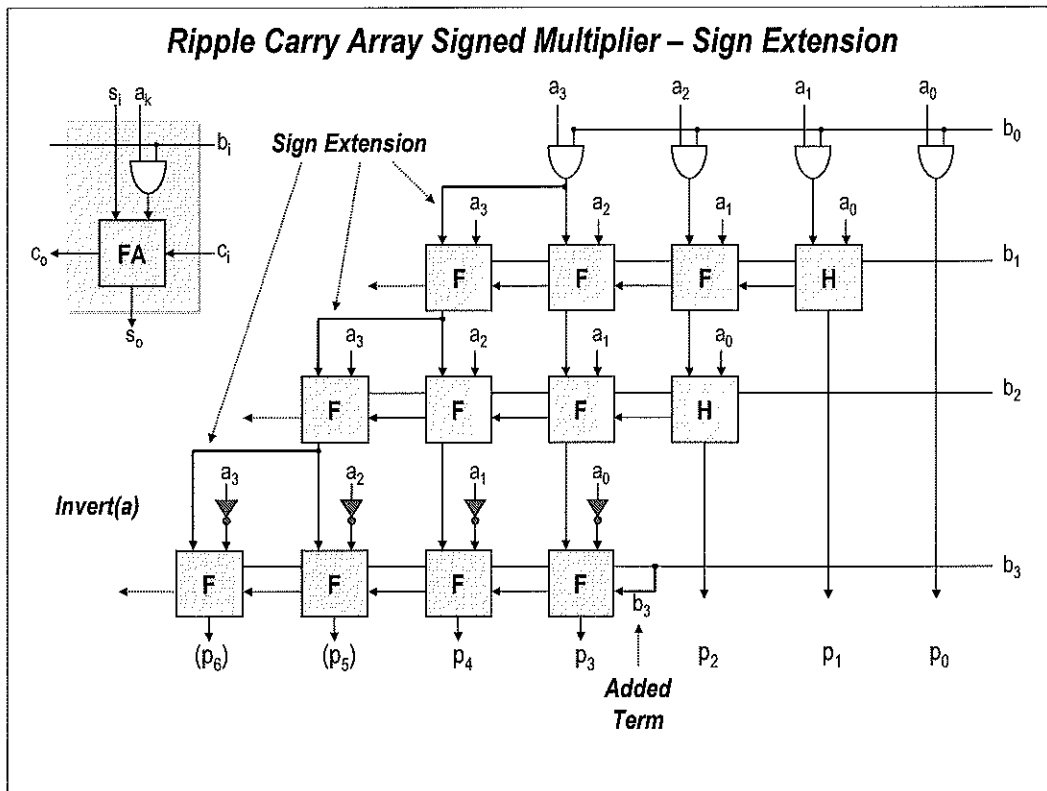 Ripple Carry Array Signed Multiplier – Sign Extension
s_i a_k
b_i
FA
c_o c_i
s_o
Sign Extension
a_3 a_2 a_1 a_0
b_0
a_3 a_2 a_1 a_0
F F F H b_1
a_3 a_2 a_1 a_0
F F F H b_2
Invert(a)
a_3 a_2 a_1 a_0
F F F F b_3
b_3
(p_6) (p_5) p_4 p_3 p_2 p_1 p_0
Added
Term